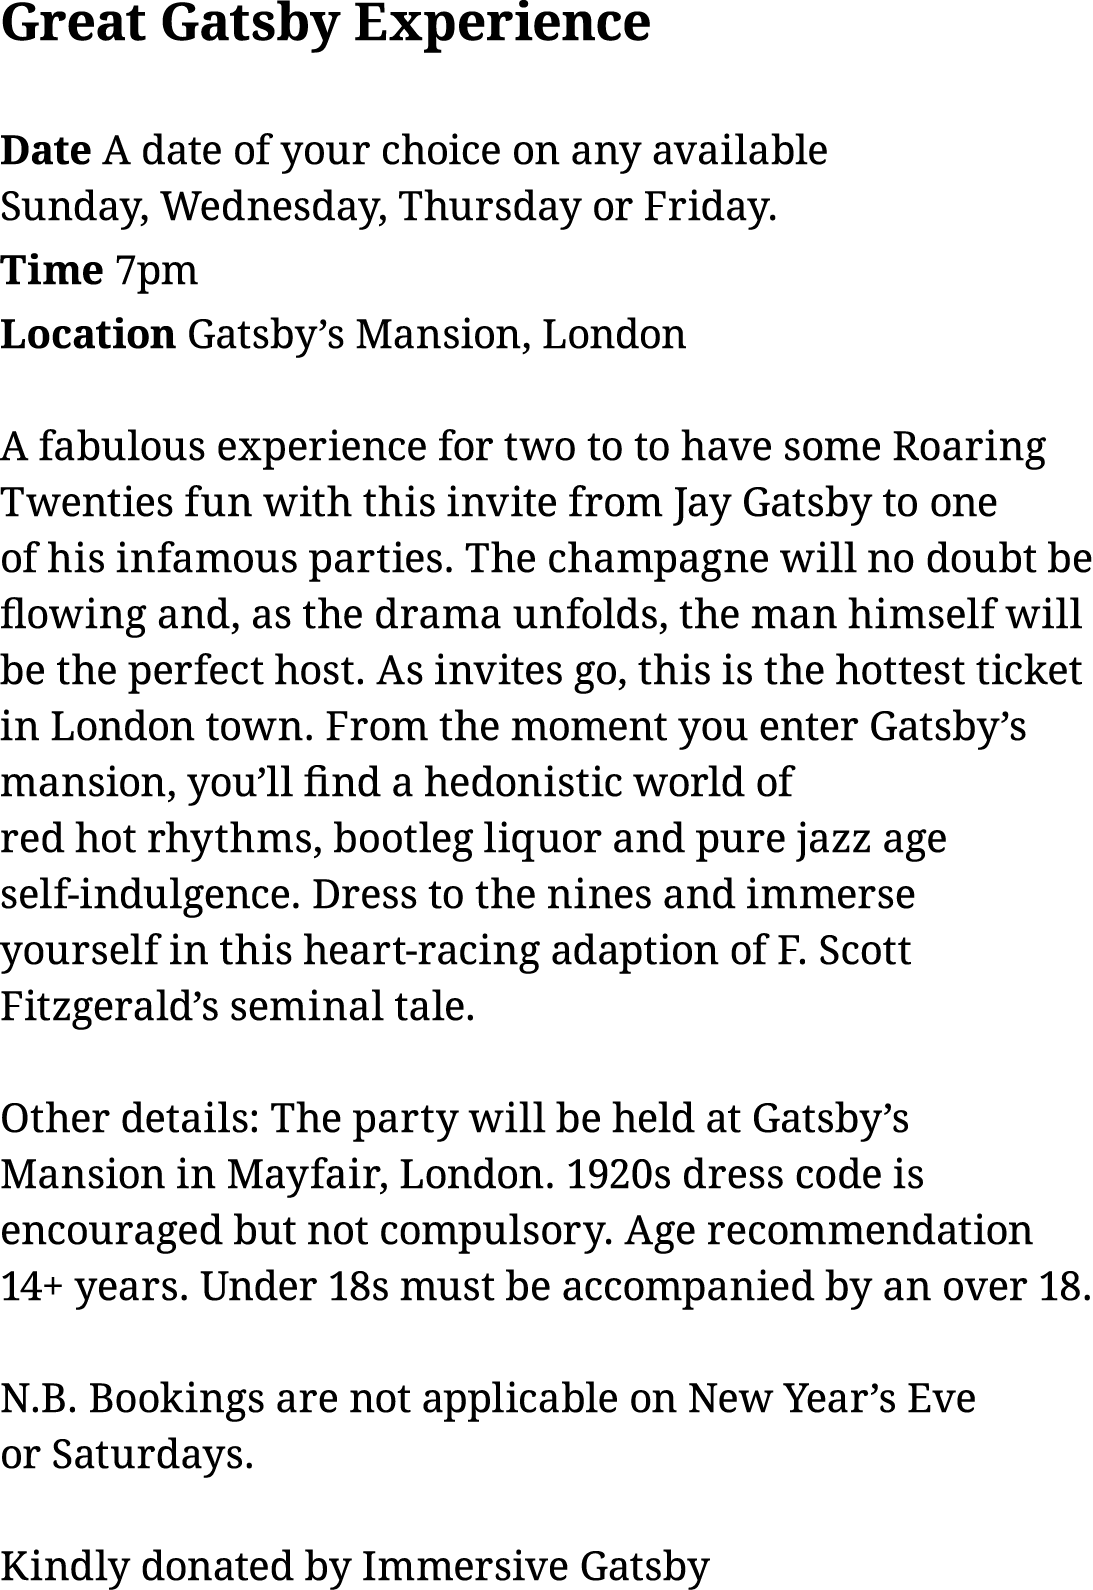 Great Gatsby Experience
Date A date of your choice on any available
Sunday, Wednesday, Thursday or Friday.
Time 7pm
Location Gatsby’s Mansion, London
A fabulous experience for two to to have some Roaring
Twenties fun with this invite from Jay Gatsby to one
of his infamous parties. The champagne will no doubt be
flowing and, as the drama unfolds, the man himself will
be the perfect host. As invites go, this is the hottest ticket
in London town. From the moment you enter Gatsby’s
mansion, you’ll find a hedonistic world of
red hot rhythms, bootleg liquor and pure jazz age
self-indulgence. Dress to the nines and immerse
yourself in this heart-racing adaption of F. Scott
Fitzgerald’s seminal tale.
Other details: The party will be held at Gatsby’s
Mansion in Mayfair, London. 1920s dress code is
encouraged but not compulsory. Age recommendation
14+ years. Under 18s must be accompanied by an over 18.
N.B. Bookings are not applicable on New Year’s Eve
or Saturdays.
Kindly donated by Immersive Gatsby